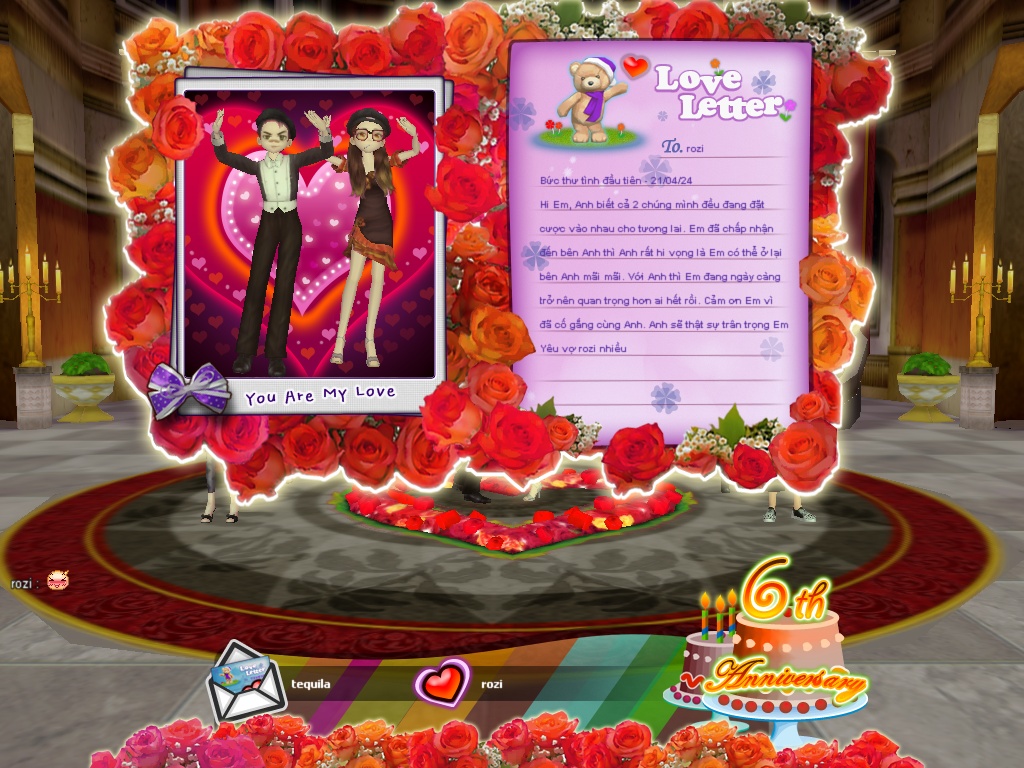 Love
Letter
To. rozi
Bức thư tình đầu tiên - 21/04/24
Hi Em, Anh biết cả 2 chúng mình đều đang đặt
cược vào nhau cho tương lai. Em đã chấp nhận
đến bên Anh thì Anh rất hi vọng là Em có thể ở lại
bên Anh mãi mãi. Với Anh thì Em đang ngày càng
trở nên quan trọng hơn ai hết rồi. Cảm ơn Em vì
đã cố gắng cùng Anh. Anh sẽ thật sự trân trọng Em
Yêu vợ rozi nhiều
You Are My Love
rozi :
6th
Anniversary
tequila
rozi